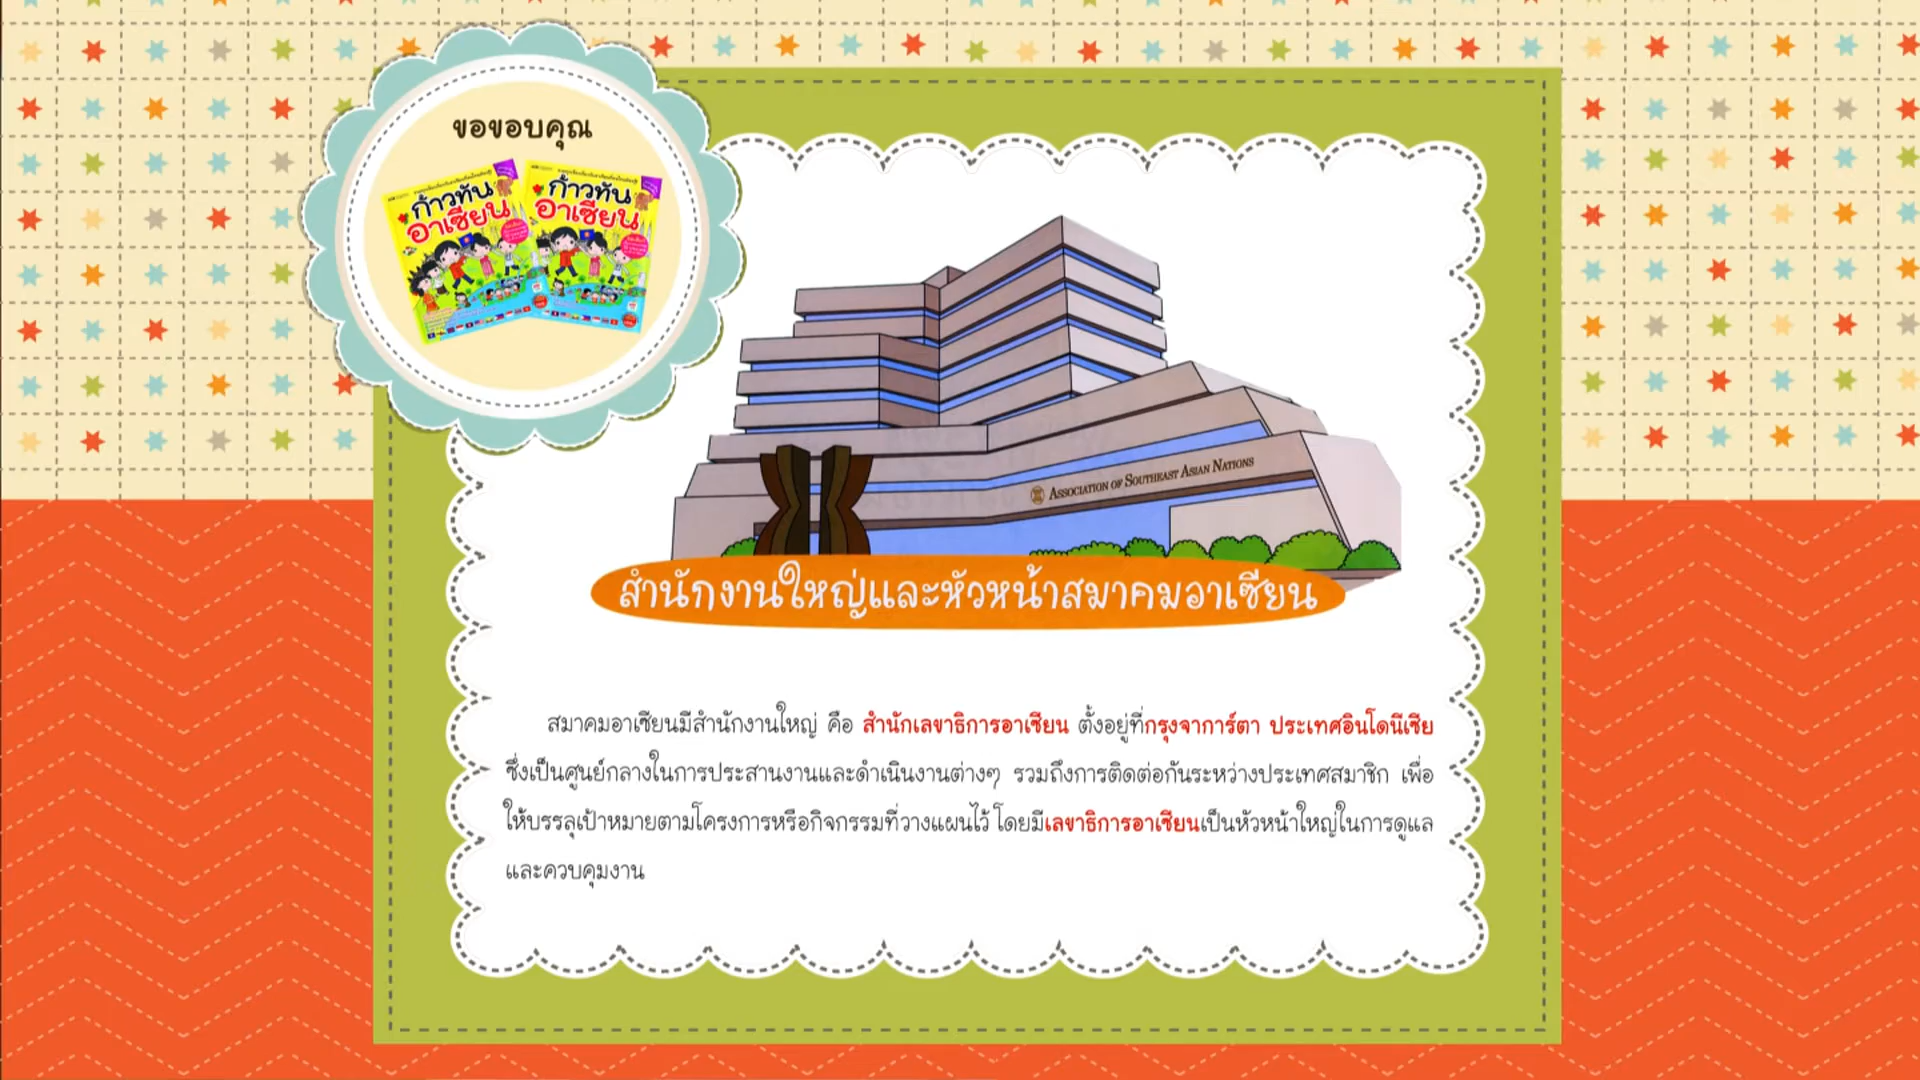 ขอขอบคุณ
ก้าวทัน
อาเซียน
ก้าวทัน
อาเซียน
ASSOCIATION OF SOUTHEAST ASIAN NATIONS
สำนักงานใหญ่และหัวหน้าสมาคมอาเซียน
สมาคมอาเซียนมีสำนักงานใหญ่ คือ สำนักเลขาธิการอาเซียน ตั้งอยู่ที่กรุงจาการ์ตา ประเทศอินโดนีเซีย
ซึ่งเป็นศูนย์กลางในการประสานงานและดำเนินงานต่างๆ รวมถึงการติดต่อกันระหว่างประเทศสมาชิก เพื่อ
ให้บรรลุเป้าหมายตามโครงการหรือกิจกรรมที่วางแผนไว้ โดยมีเลขาธิการอาเซียนเป็นหัวหน้าใหญ่ในการดูแล
และควบคุมงาน